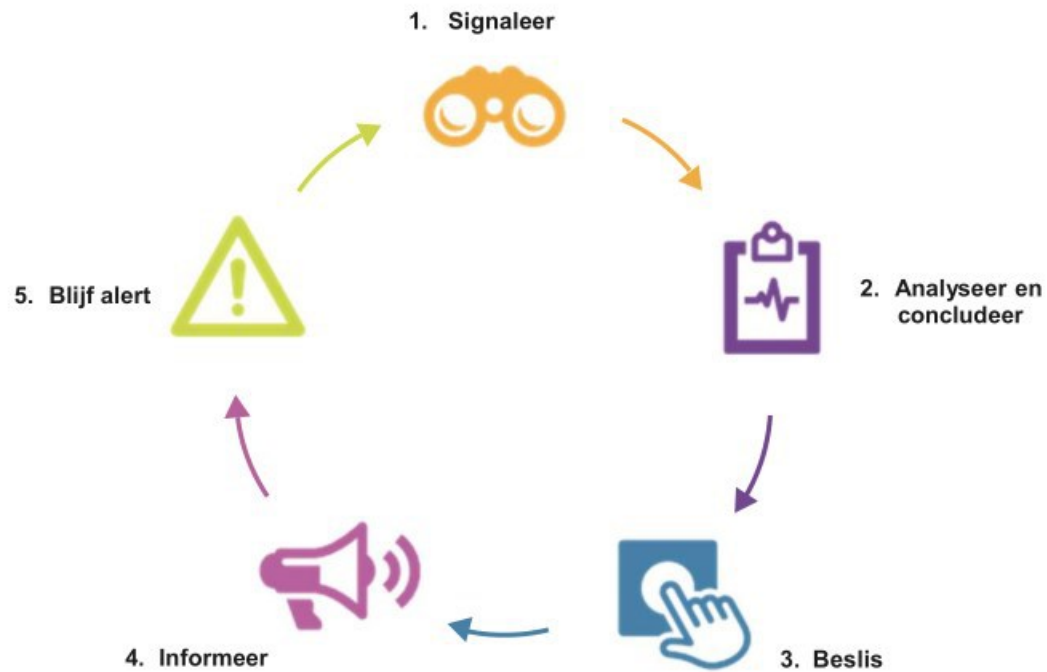 1. Signaleer
2. Analyseer en
concludeer
3. Beslis
4. Informeer
5. Blijf alert